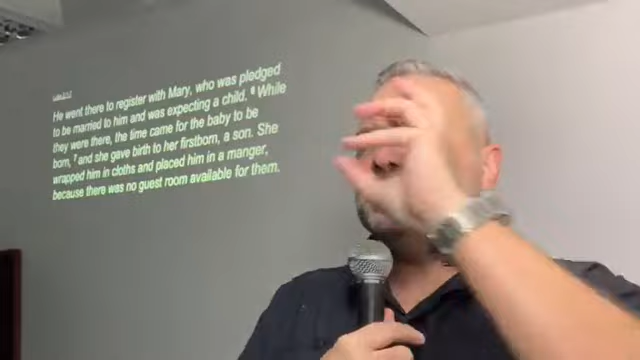 He went there to register with Mary, who was pledged
to be married to him and was expecting a child. 6 While
they were there, the time came for the baby to be
born, 7 and she gave birth to her firstborn, a son. She
wrapped him in cloths and placed him in a manger,
because there was no guest room available for them.